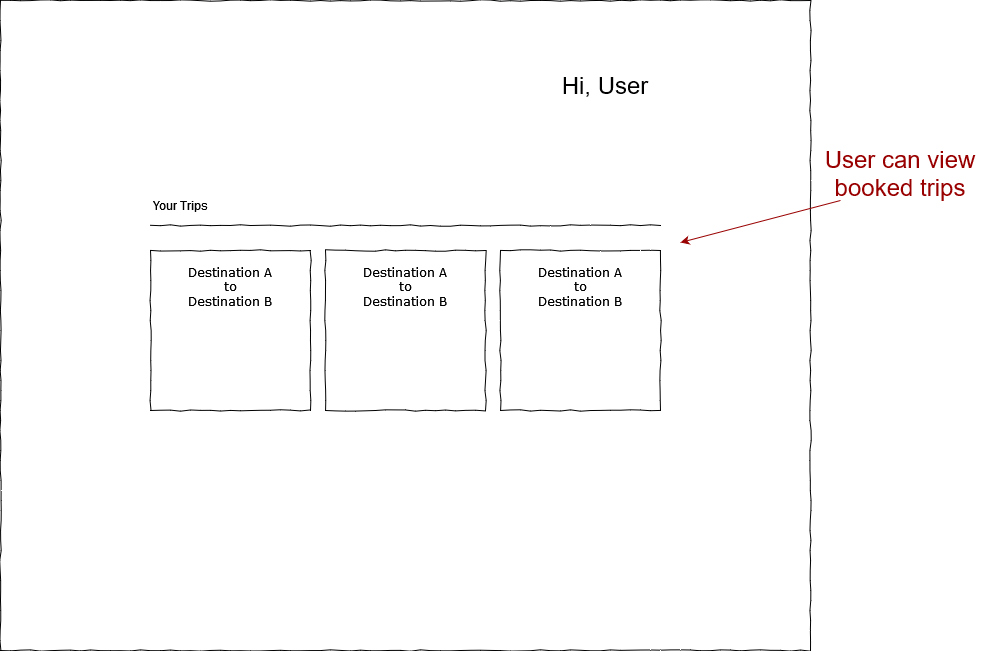 Hi, User
User can view
booked trips
Your Trips
Destination A
to
Destination B
Destination A
to
Destination B
Destination A
to
Destination B